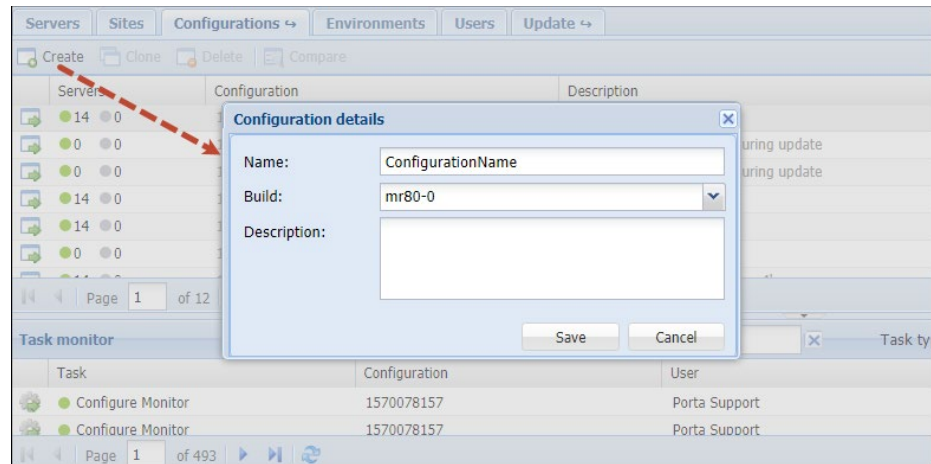 Servers Sites Configurations ↪ Environments Users Update ↪
Create Clone Delete Compare
Servers Configuration Description
14 0
Configuration details
0 0 uring update
Name: ConfigurationName
0 0 uring update
Build: mr80-0
14 0
Description:
14 0
0 0
Page 1 of 12
Save Cancel
Task monitor Task ty
Task Configuration User
Configure Monitor 1570078157 Porta Support
Configure Monitor 1570078157 Porta Support
Page 1 of 493